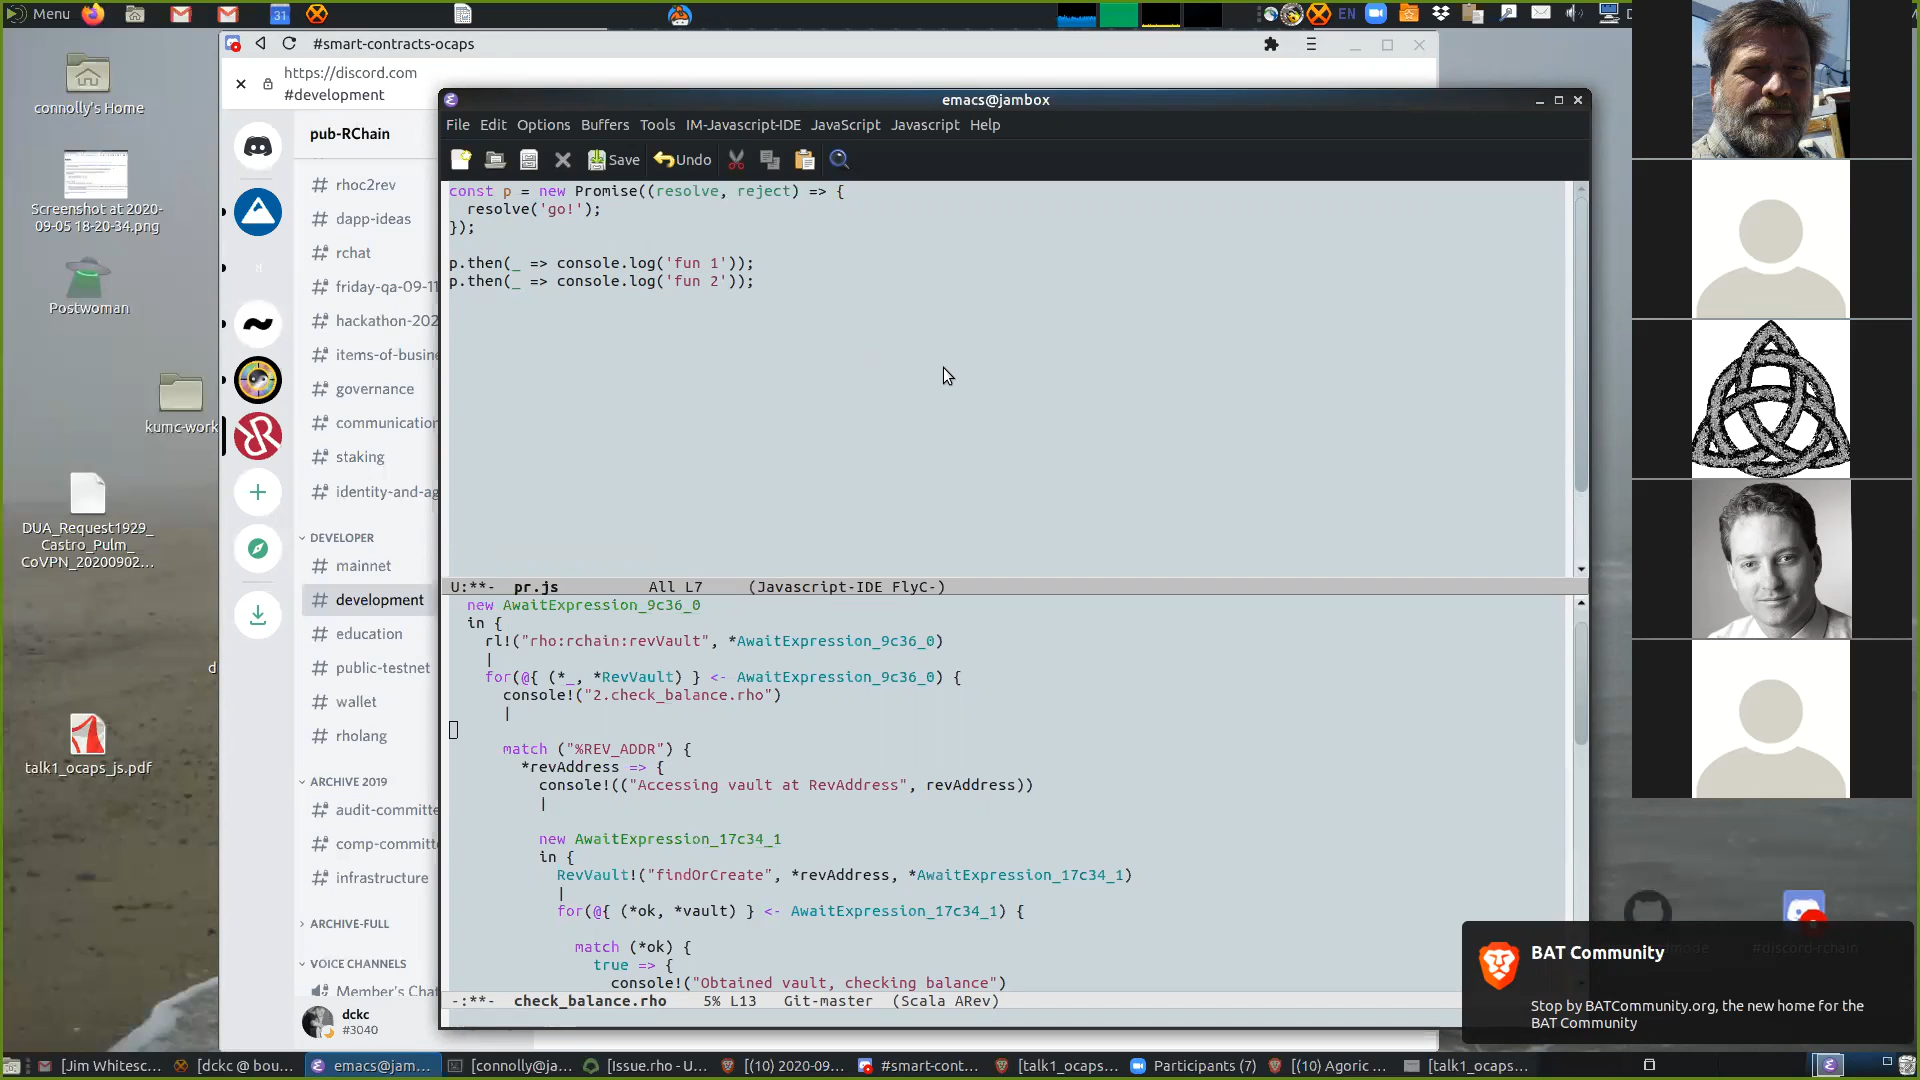 Menu
31
EN
#smart-contracts-ocaps
https://discord.com
#development
connolly's Home
Screenshot at 2020-
09-05 18-20-34.png
Postwoman
kumc-work
DUA_Request1929_
Castro_Pulm_
CoVPN_20200902...
d
talk1_ocaps_js.pdf
pub-RChain
rhoc2rev
dapp-ideas
rchat
friday-qa-09-11
hackathon-202
items-of-busine
governance
communication
staking
identity-and-ag
DEVELOPER
mainnet
development
education
public-testnet
wallet
rholang
ARCHIVE 2019
audit-committe
comp-committe
infrastructure
ARCHIVE-FULL
VOICE CHANNELS
Member's Chat
dckc
#3040
emacs@jambox
File Edit Options Buffers Tools IM-Javascript-IDE JavaScript Javascript Help
Save Undo
const p = new Promise((resolve, reject) => {
  resolve('go!');
});
p.then(_ => console.log('fun 1'));
p.then(_ => console.log('fun 2'));
U:**-  pr.js          All L7     (Javascript-IDE FlyC-)
  new AwaitExpression_9c36_0
  in {
    rl!("rho:rchain:revVault", *AwaitExpression_9c36_0)
    |
    for(@{ (*_, *RevVault) } <- AwaitExpression_9c36_0) {
      console!("2.check_balance.rho")
      |
      match ("%REV_ADDR") {
        *revAddress => {
          console!(("Accessing vault at RevAddress", revAddress))
          |
          new AwaitExpression_17c34_1
          in {
            RevVault!("findOrCreate", *revAddress, *AwaitExpression_17c34_1)
            |
            for(@{ (*ok, *vault) } <- AwaitExpression_17c34_1) {
              match (*ok) {
                true => {
                  console!("Obtained vault, checking balance")
-:**-  check_balance.rho    5% L13   Git-master  (Scala ARev)
BAT Community
Stop by BATCommunity.org, the new home for the
BAT Community
[Jim Whitesc...
[dckc @ bou...
emacs@jam...
[connolly@ja...
[Issue.rho - U...
[(10) 2020-09...
#smart-cont...
[talk1_ocaps...
Participants (7)
[(10) Agoric ...
[talk1_ocaps...